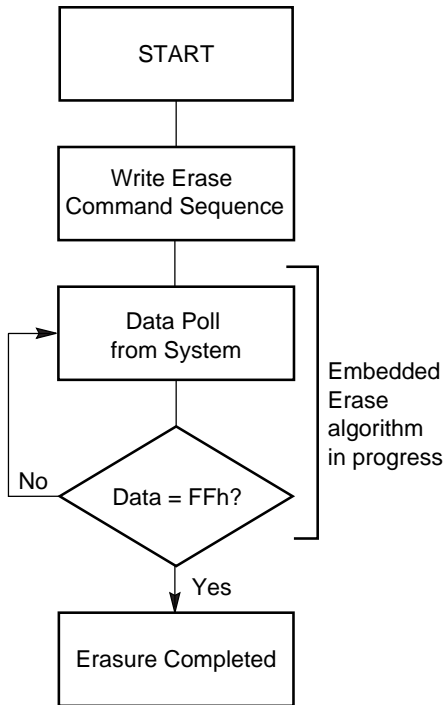 START
Write Erase
Command Sequence
Data Poll
from System
Embedded
Erase
algorithm
in progress
No
Data = FFh?
Yes
Erasure Completed